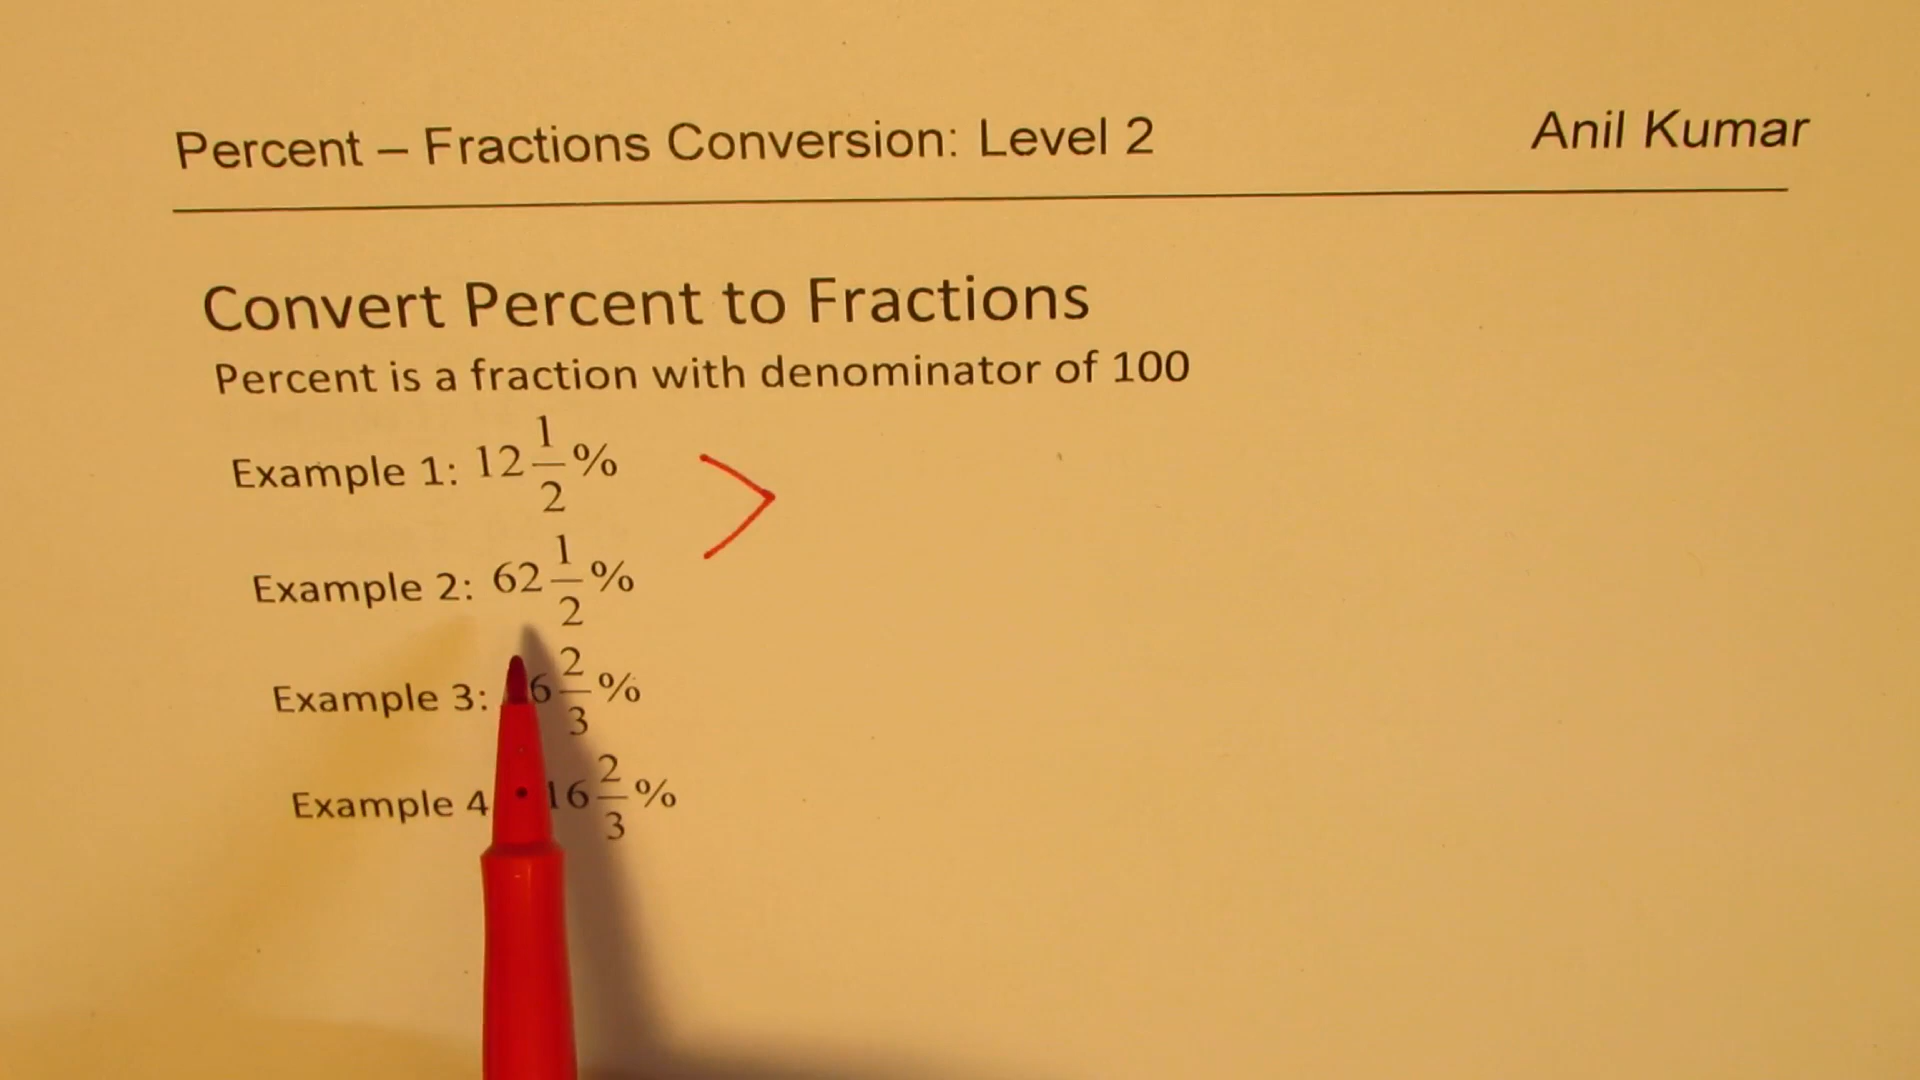 Percent – Fractions Conversion: Level 2
Anil Kumar
Convert Percent to Fractions
Percent is a fraction with denominator of 100
Example 1: 12 1/2 %
Example 2: 62 1/2 %
Example 3: 6 2/3 %
Example 4 16 2/3 %